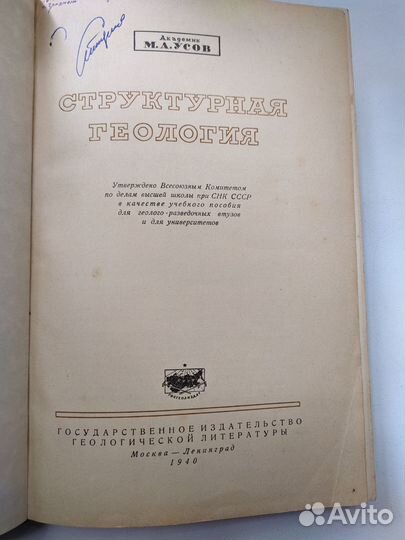 Академик
М.А.УСОВ
СТРУКТУРНАЯ
ГЕОЛОГИЯ
Утверждено Всесоюзным Комитетом
по делам высшей школы при СНК СССР
в качестве учебного пособия
для геолого-разведочных втузов
и для университетов
ГОСГЕОЛИЗДАТ
ГОСУДАРСТВЕННОЕ ИЗДАТЕЛЬСТВО
ГЕОЛОГИЧЕСКОЙ ЛИТЕРАТУРЫ
Москва — Ленинград
1940
Avito